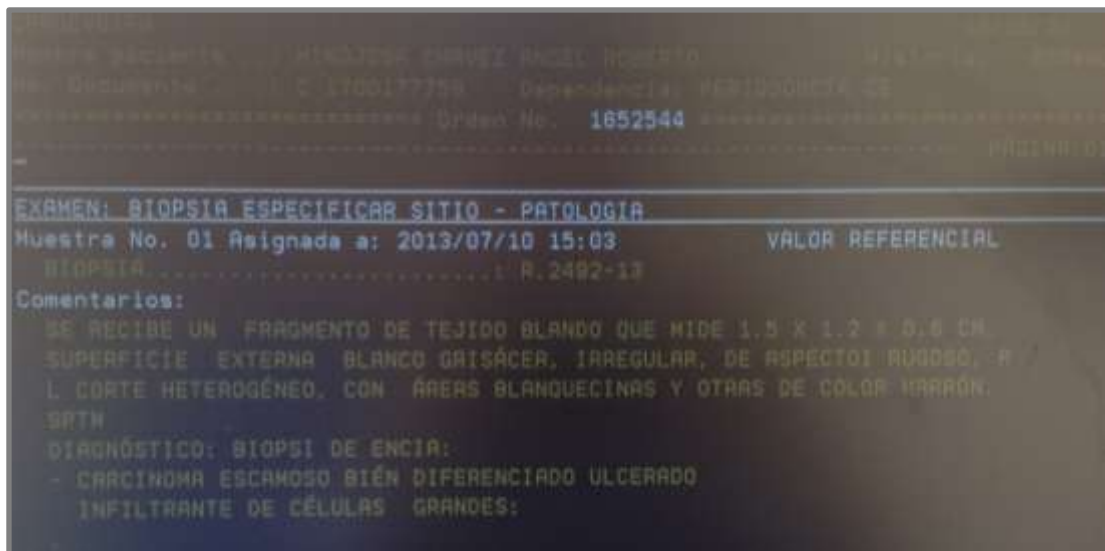 Orden No. 1652544
PÁGINA
EXAMEN: BIOPSIA ESPECIFICAR SITIO - PATOLOGIA
Muestra No. 01 Asignada a: 2013/07/10 15:03 VALOR REFERENCIAL
BIOPSIA ..........................: R.2492-13
Comentarios:
SE RECIBE UN FRAGMENTO DE TEJIDO BLANDO QUE MIDE 1.5 X 1.2 X 0.6 CM.
SUPERFICIE EXTERNA BLANCO GRISÁCER, IRREGULAR, DE ASPECTOI RUGOSO, A
L CORTE HETEROGÉNEO, CON ÁREAS BLANQUECINAS Y OTRAS DE COLOR MARRÓN.
DIAGNÓSTICO: BIOPSI DE ENCIA:
- CARCINOMA ESCAMOSO BIÉN DIFERENCIADO ULCERADO
INFILTRANTE DE CÉLULAS GRANDES: